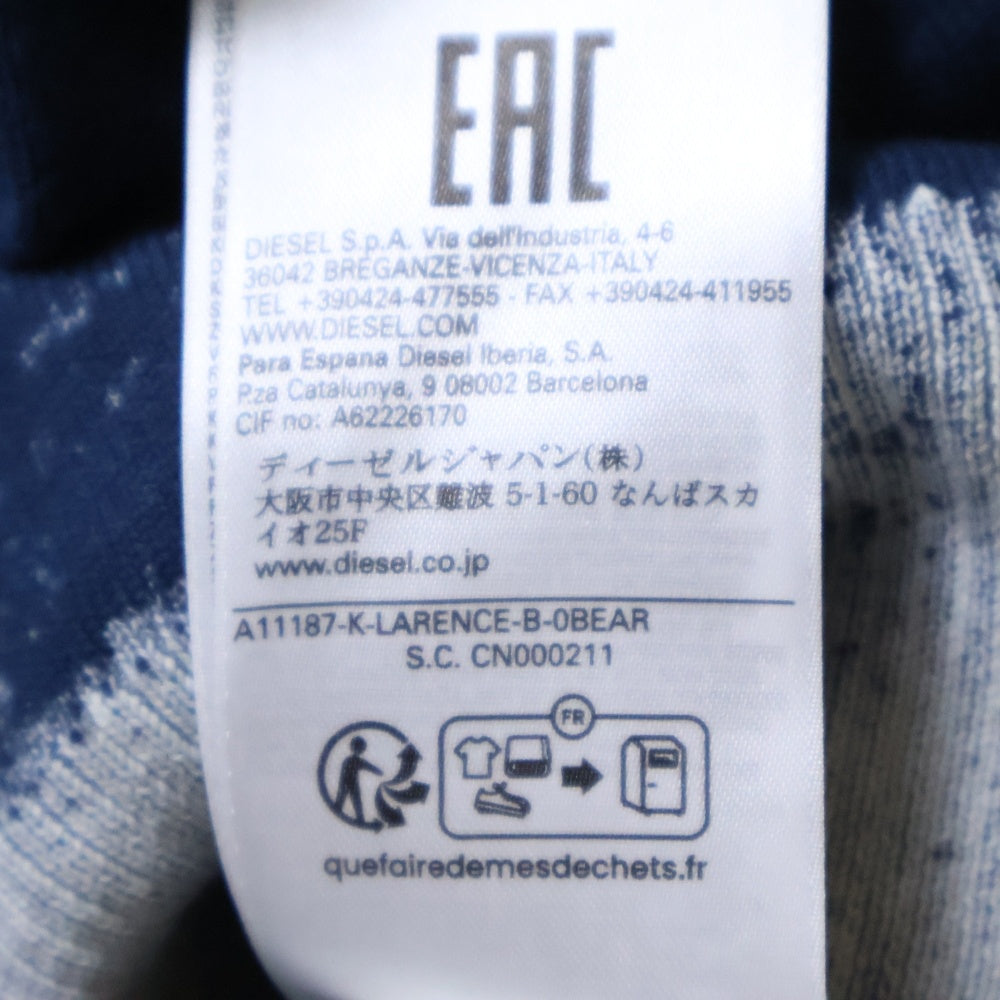 EAC
DIESEL S.p.A. Via dell'Industria, 4-6
36042 BREGANZE-VICENZA-ITALY
TEL +390424-477555 - FAX +390424-411955
WWW.DIESEL.COM
Para Espana Diesel Iberia, S.A.
Pza Catalunya, 9 08002 Barcelona
CIF no: A62226170
ディーゼルジャパン(株)
大阪市中央区難波 5-1-60 なんばスカ
イオ25F
www.diesel.co.jp
A11187-K-LARENCE-B-0BEAR
S.C. CN000211
FR
quefairedemesdechets.fr